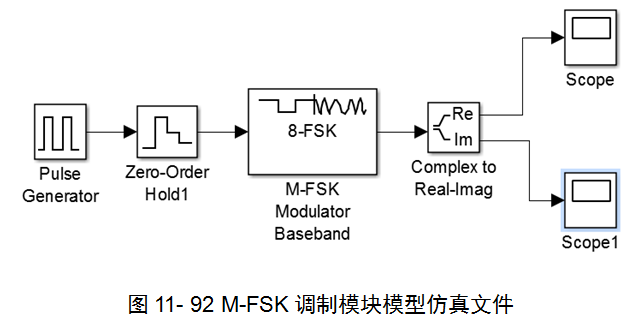 Pulse
Generator
Zero-Order
Hold1
8-FSK
M-FSK
Modulator
Baseband
Re
Im
Complex to
Real-Imag
Scope
Scope1
图 11- 92 M-FSK 调制模块模型仿真文件